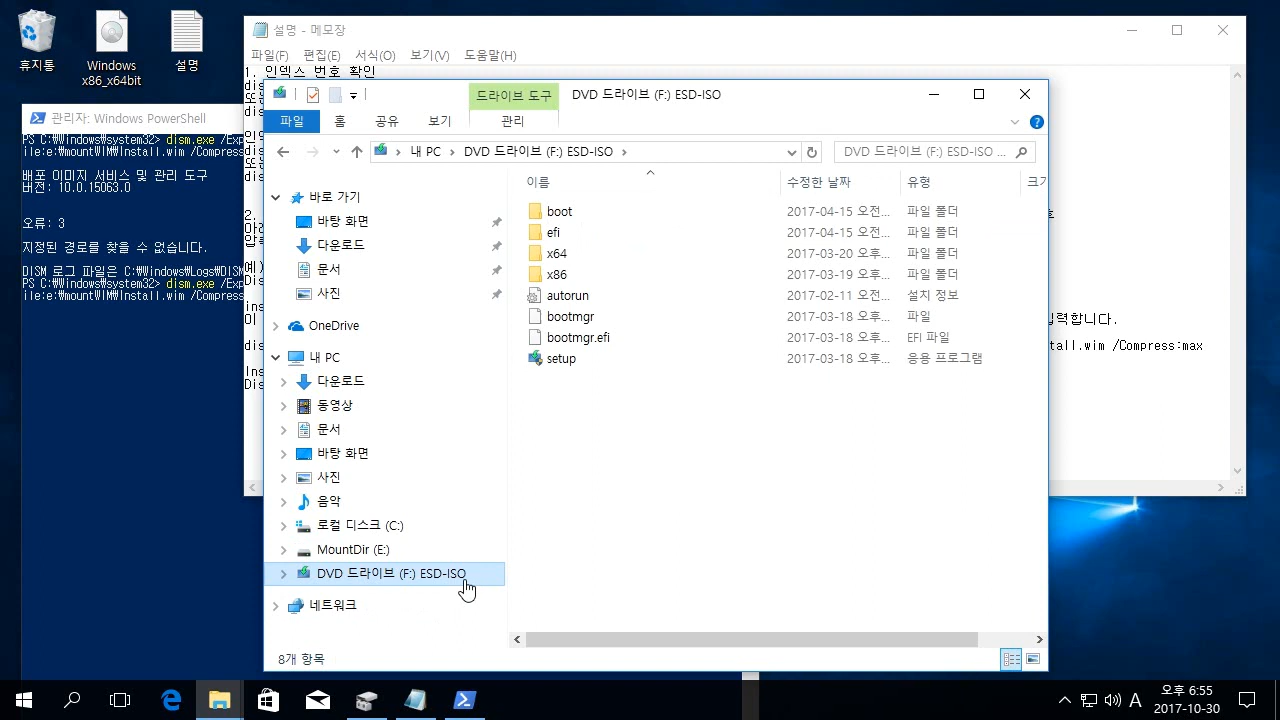 휴지통
Windows
x86_x64bit
설명
설명 - 메모장
파일(F) 편집(E) 서식(O) 보기(V) 도움말(H)
1. 인덱스 번호 확인
관리자: Windows PowerShell
PS C:\Windows\system32> dism.exe /Exp
ile:e:\mountWIM\Install.wim /Compress
배포 이미지 서비스 및 관리 도구
버전: 10.0.15063.0
오류: 3
지정된 경로를 찾을 수 없습니다.
DISM 로그 파일은 C:\Windows\Logs\DISM
PS C:\Windows\system32> dism.exe /Exp
ile:e:\mountWIM\Install.wim /Compress
력합니다.
tall.wim /Compress:max
드라이브 도구 DVD 드라이브 (F:) ESD-ISO
파일 홈 공유 보기 관리
내 PC DVD 드라이브 (F:) ESD-ISO
DVD 드라이브 (F:) ESD-ISO ...
바로 가기
바탕 화면
다운로드
문서
사진
OneDrive
내 PC
다운로드
동영상
문서
바탕 화면
사진
음악
로컬 디스크 (C:)
MountDir (E:)
DVD 드라이브 (F:) ESD-ISO
네트워크
이름 수정한 날짜 유형 크기
boot 2017-04-15 오전... 파일 폴더
efi 2017-04-15 오전... 파일 폴더
x64 2017-03-20 오후... 파일 폴더
x86 2017-03-19 오후... 파일 폴더
autorun 2017-02-11 오전... 설치 정보
bootmgr 2017-03-18 오후... 파일
bootmgr.efi 2017-03-18 오후... EFI 파일
setup 2017-03-18 오후... 응용 프로그램
8개 항목
A
오후 6:55
2017-10-30